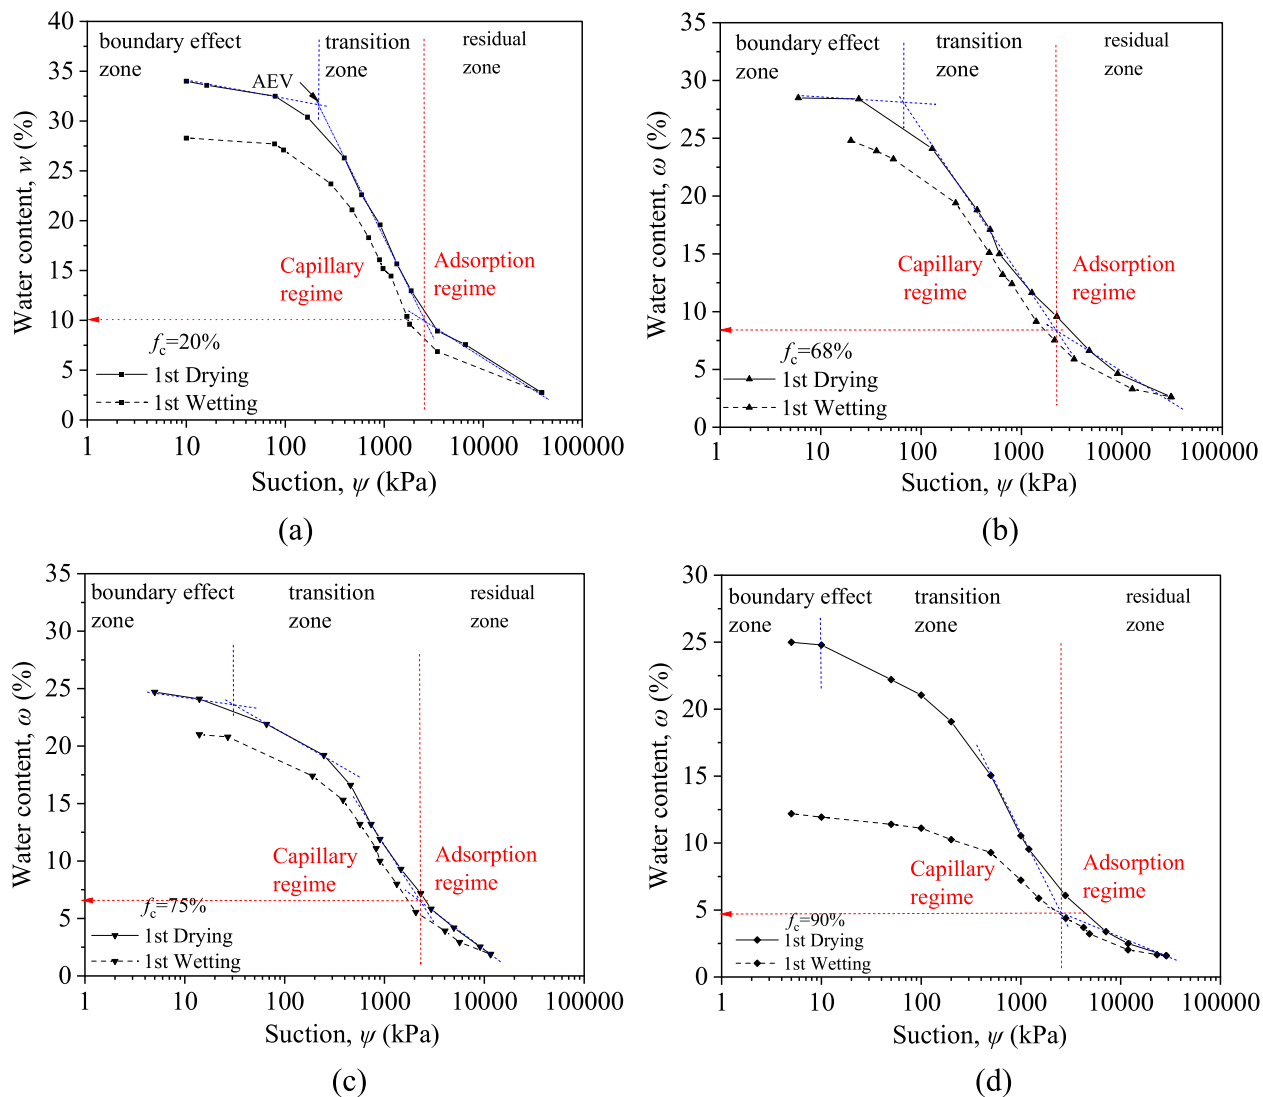 40
35
30
25
20
15
10
5
0
Water content, w (%)
boundary effect
zone
transition
zone
residual
zone
AEV
Capillary
regime
Adsorption
regime
fc=20%
1st Drying
1st Wetting
1 10 100 1000 10000 100000
Suction, ψ (kPa)
(a)
35
30
25
20
15
10
5
0
Water content, ω (%)
boundary effect
zone
transition
zone
residual
zone
Capillary
regime
Adsorption
regime
fc=68%
1st Drying
1st Wetting
1 10 100 1000 10000 100000
Suction, ψ (kPa)
(b)
35
30
25
20
15
10
5
0
Water content, ω (%)
boundary effect
zone
transition
zone
residual
zone
Capillary
regime
Adsorption
regime
fc=75%
1st Drying
1st Wetting
1 10 100 1000 10000 100000
Suction, ψ (kPa)
(c)
30
25
20
15
10
5
0
Water content, ω (%)
boundary effect
zone
transition
zone
residual
zone
Capillary
regime
Adsorption
regime
fc=90%
1st Drying
1st Wetting
1 10 100 1000 10000 100000
Suction, ψ (kPa)
(d)